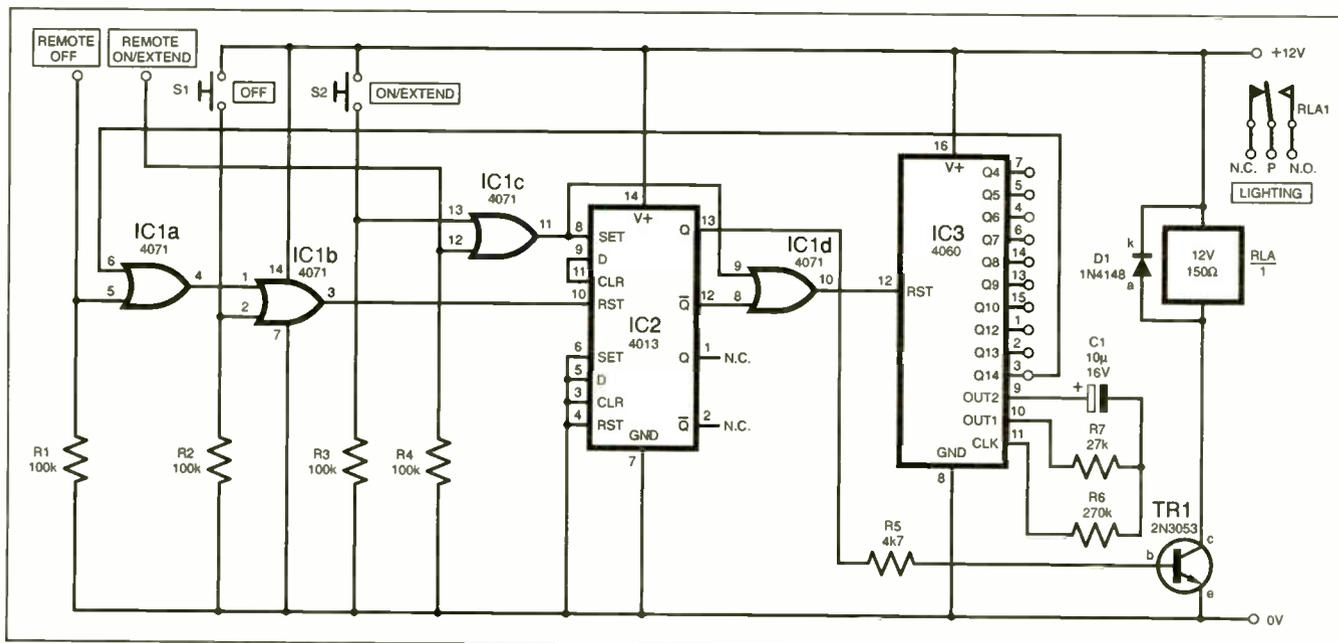 REMOTE
OFF
REMOTE
ON/EXTEND
S1
OFF
S2
ON/EXTEND
+12V
RLA1
N.C. P N.O.
LIGHTING
IC1a
4071
6
5
4
IC1b
4071
14
1
2
3
7
IC1c
4071
13
12
11
14
V+
8 SET
9 D
11 CLR
10 RST
Q 13
Q 12
IC2
4013
6 SET
5 D
3 CLR
4 RST
Q 1 N.C.
Q 2 N.C.
GND
7
IC1d
4071
9
8
10
16
V+
IC3
4060
12 RST
Q4 7
Q5 5
Q6 4
Q7 6
Q8 14
Q9 13
Q10 15
Q12 1
Q13 2
Q14 3
OUT2 9
OUT1 10
CLK 11
GND
8
D1
1N4148
k
a
12V
150Ω
RLA
1
C1
10µ
16V
+
R7
27k
R6
270k
R1
100k
R2
100k
R3
100k
R4
100k
R5
4k7
TR1
2N3053
b
c
e
0V